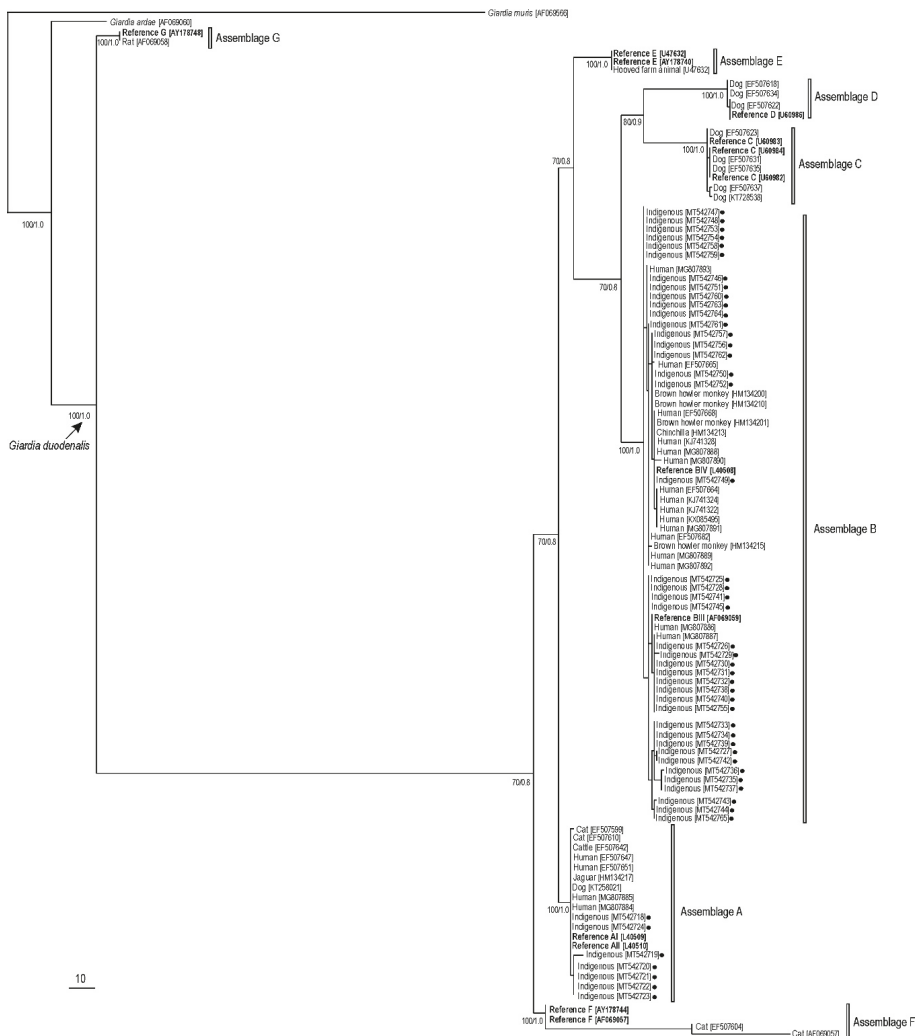 Giardia muris [AF069566]
Giardia ardae [AF069060]
Reference G [AY178748]
Rat [AF069058]
Assemblage G
100/1.0
Reference E [U47632]
Reference E [AY178740]
Hooved farm animal [U47632]
Assemblage E
100/1.0
Dog [EF507618]
Dog [EF507634]
Dog [EF507622]
Reference D [U60986]
Assemblage D
100/1.0
80/0.9
Dog [EF507623]
Reference C [U60983]
Reference C [U60984]
Dog [EF507631]
Dog [EF507635]
Reference C [U60982]
Dog [EF507637]
Dog [KT728538]
Assemblage C
100/1.0
70/0.8
100/1.0
Indigenous [MT542747]
Indigenous [MT542748]
Indigenous [MT542753]
Indigenous [MT542754]
Indigenous [MT542758]
Indigenous [MT542759]
Human [MG807893]
Indigenous [MT542746]
Indigenous [MT542751]
Indigenous [MT542760]
Indigenous [MT542763]
Indigenous [MT542764]
70/0.6
Indigenous [MT542761]
Indigenous [MT542757]
Indigenous [MT542756]
Indigenous [MT542762]
Human [EF507665]
Indigenous [MT542750]
Indigenous [MT542752]
Brown howler monkey [HM134200]
Brown howler monkey [HM134210]
Human [EF507668]
Brown howler monkey [HM134201]
Chinchilla [HM134213]
Human [KJ741328]
Human [MG807888]
Human [MG807890]
Reference BIV [L40508]
Indigenous [MT542749]
Human [EF507664]
Human [KJ741324]
Human [KJ741322]
Human [KX085495]
Human [MG807891]
Human [EF507682]
Brown howler monkey [HM134215]
Human [MG807889]
Human [MG807892]
100/1.0
Giardia duodenalis
100/1.0
Assemblage B
70/0.8
Indigenous [MT542725]
Indigenous [MT542728]
Indigenous [MT542741]
Indigenous [MT542745]
Reference BIII [AF069059]
Human [MG807886]
Human [MG807887]
Indigenous [MT542726]
Indigenous [MT542729]
Indigenous [MT542730]
Indigenous [MT542731]
Indigenous [MT542732]
Indigenous [MT542738]
Indigenous [MT542740]
Indigenous [MT542755]
Indigenous [MT542733]
Indigenous [MT542734]
Indigenous [MT542739]
Indigenous [MT542727]
Indigenous [MT542742]
Indigenous [MT542736]
Indigenous [MT542735]
Indigenous [MT542737]
Indigenous [MT542743]
Indigenous [MT542744]
Indigenous [MT542765]
70/0.8
Cat [EF507599]
Cat [EF507610]
Cattle [EF507642]
Human [EF507647]
Human [EF507651]
Jaguar [HM134217]
Dog [KT258021]
Human [MG807885]
Human [MG807884]
Indigenous [MT542718]
Indigenous [MT542724]
Reference AI [L40509]
Reference AII [L40510]
Indigenous [MT542719]
Indigenous [MT542720]
Indigenous [MT542721]
Indigenous [MT542722]
Indigenous [MT542723]
Assemblage A
100/1.0
10
Reference F [AY178744]
Reference F [AF069057]
Cat [EF507604]
Cat [AF069057]
Assemblage F
100/1.0